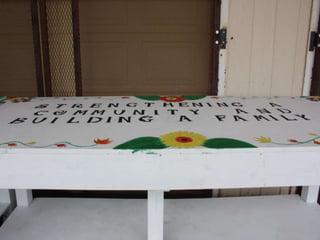 STRENGTHENING A
COMMUNITY AND
BUILDING A FAMILY